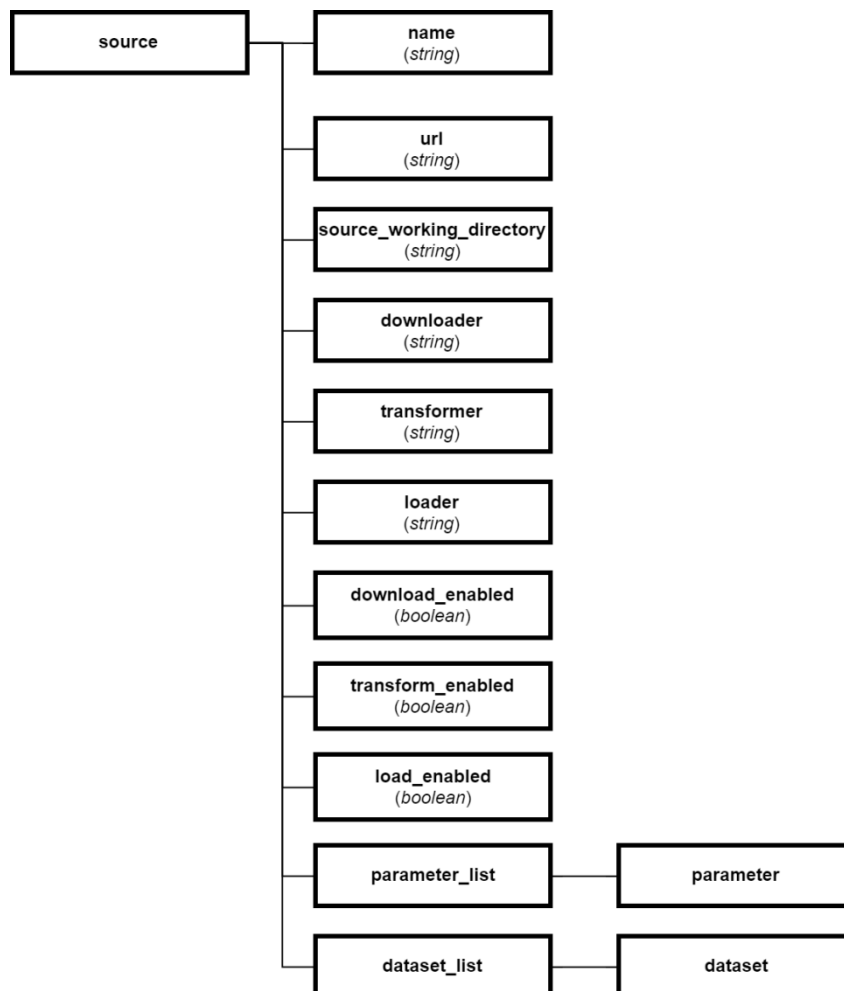 source
name
(string)
url
(string)
source_working_directory
(string)
downloader
(string)
transformer
(string)
loader
(string)
download_enabled
(boolean)
transform_enabled
(boolean)
load_enabled
(boolean)
parameter_list
parameter
dataset_list
dataset